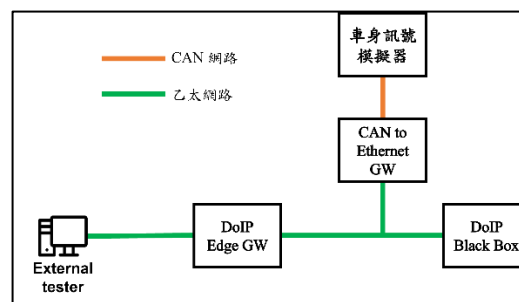 車身訊號
模擬器
CAN 網路
乙太網路
CAN to
Ethernet
GW
DoIP
Edge GW
DoIP
Black Box
External
tester